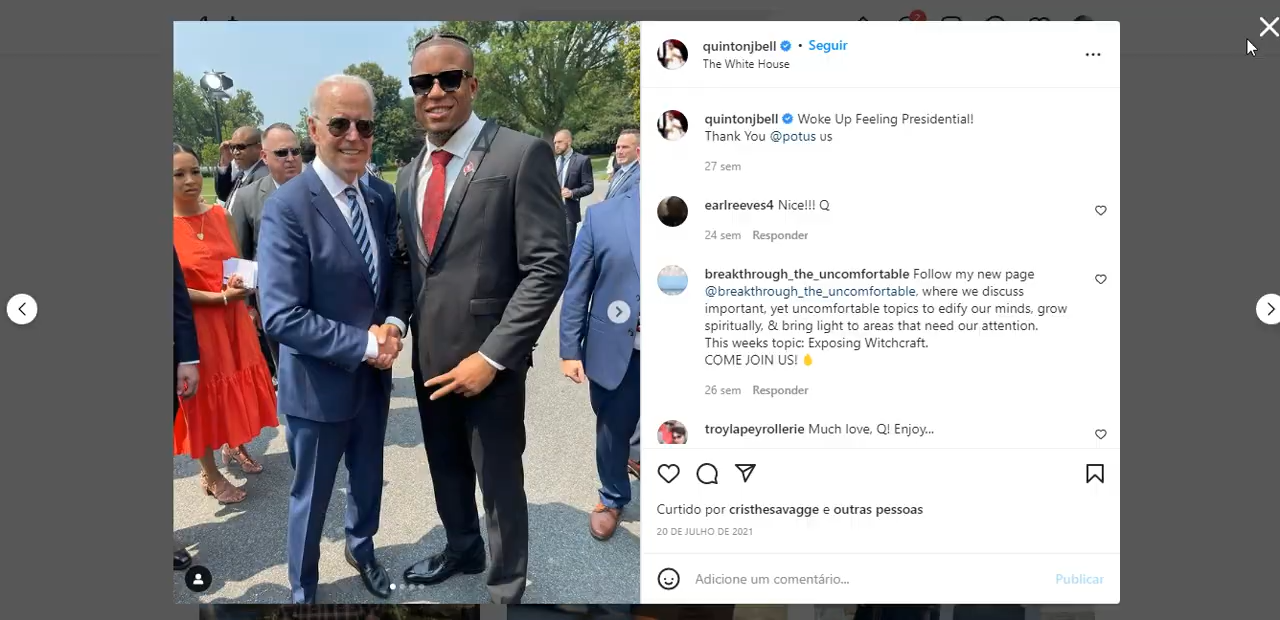 quintonjbell • Seguir
The White House
quintonjbell Woke Up Feeling Presidential!
Thank You @potus us
27 sem
earlreeves4 Nice!!! Q
24 sem Responder
breakthrough_the_uncomfortable Follow my new page
@breakthrough_the_uncomfortable, where we discuss
important, yet uncomfortable topics to edify our minds, grow
spiritually, & bring light to areas that need our attention.
This weeks topic: Exposing Witchcraft.
COME JOIN US!
26 sem Responder
troylapeyrollerie Much love, Q! Enjoy...
Curtido por cristhesavagge e outras pessoas
20 DE JULHO DE 2021
Adicione um comentário... Publicar